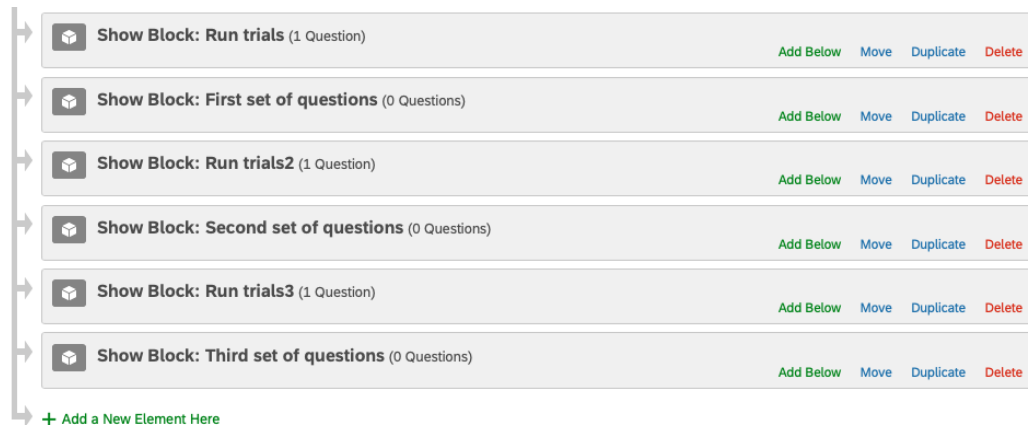 Show Block: Run trials (1 Question)
Add Below Move Duplicate Delete
Show Block: First set of questions (0 Questions)
Add Below Move Duplicate Delete
Show Block: Run trials2 (1 Question)
Add Below Move Duplicate Delete
Show Block: Second set of questions (0 Questions)
Add Below Move Duplicate Delete
Show Block: Run trials3 (1 Question)
Add Below Move Duplicate Delete
Show Block: Third set of questions (0 Questions)
Add Below Move Duplicate Delete
+ Add a New Element Here